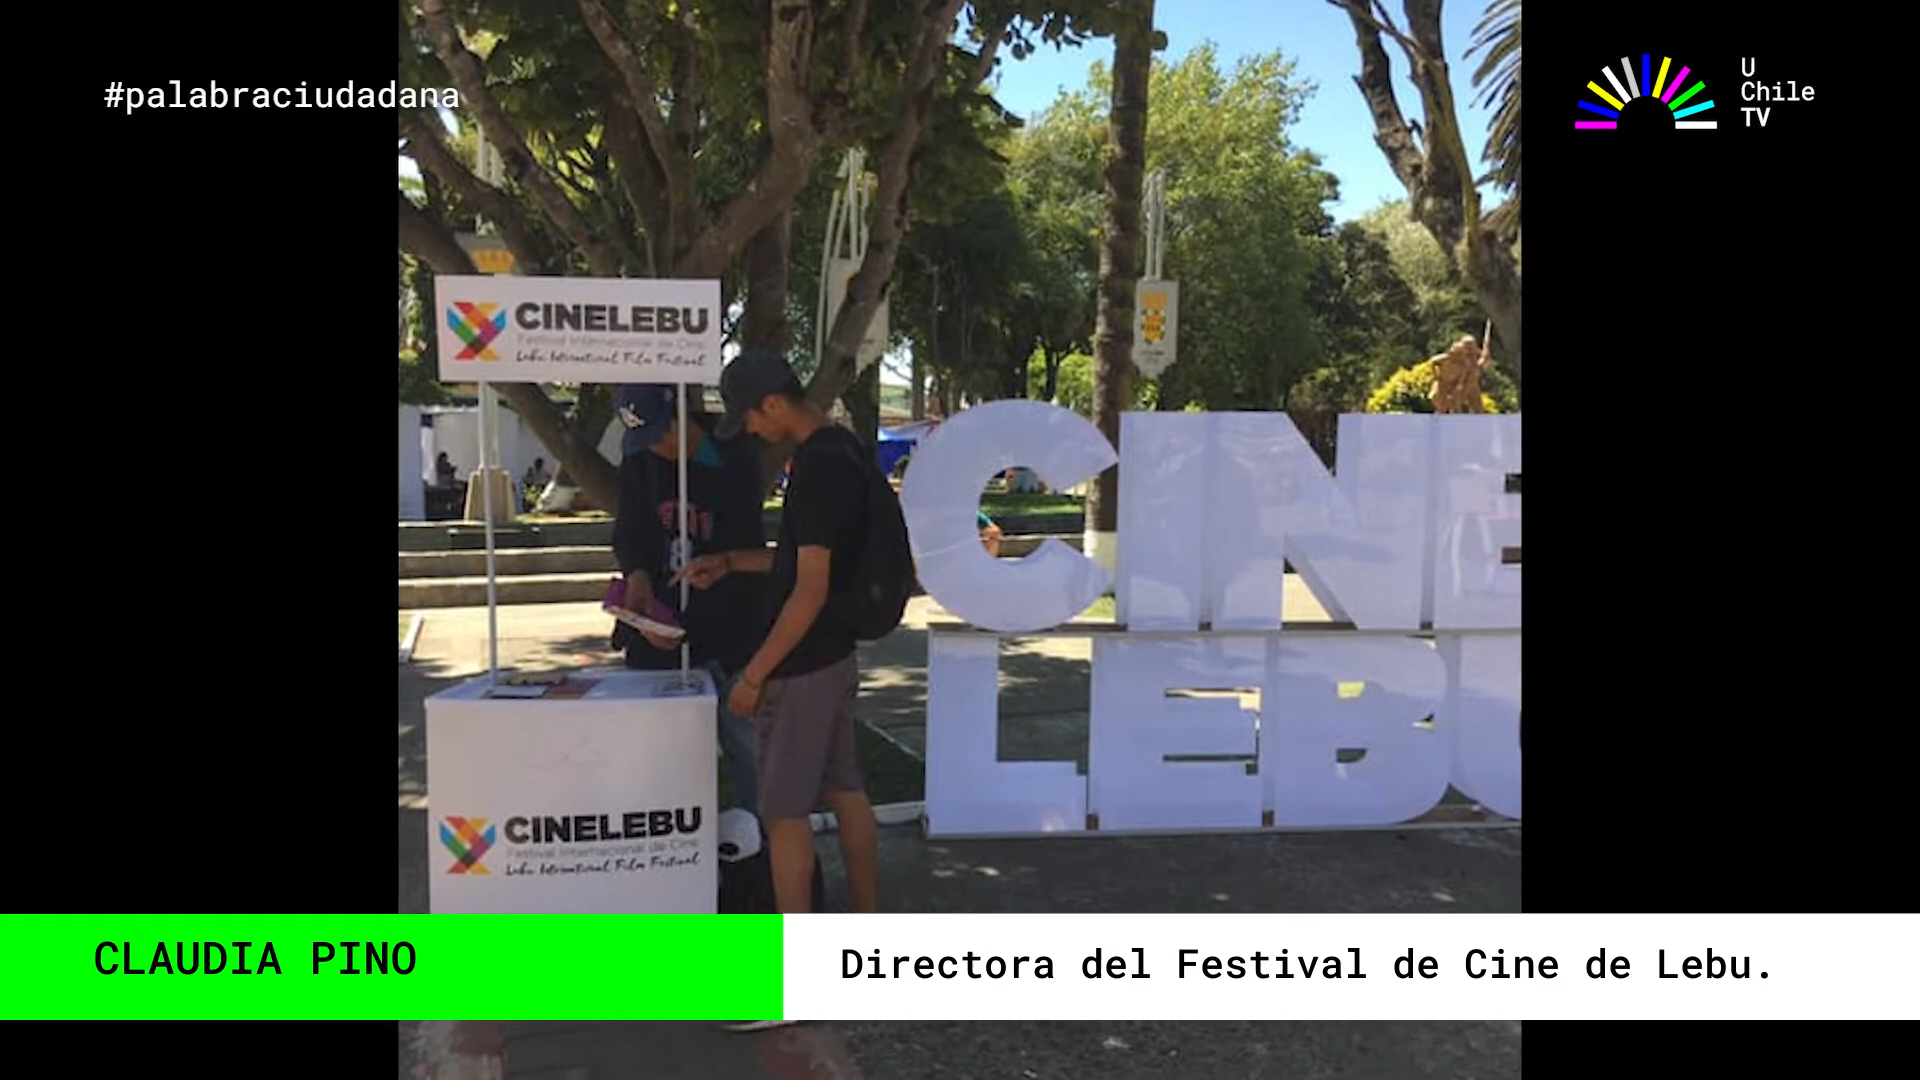 #palabraciudadana
U
Chile
TV
CINELEBU
Festival Internacional de Cine
Lebu International Film Festival
CINE
LEBU
CINELEBU
Festival Internacional de Cine
Lebu International Film Festival
CLAUDIA PINO
Directora del Festival de Cine de Lebu.